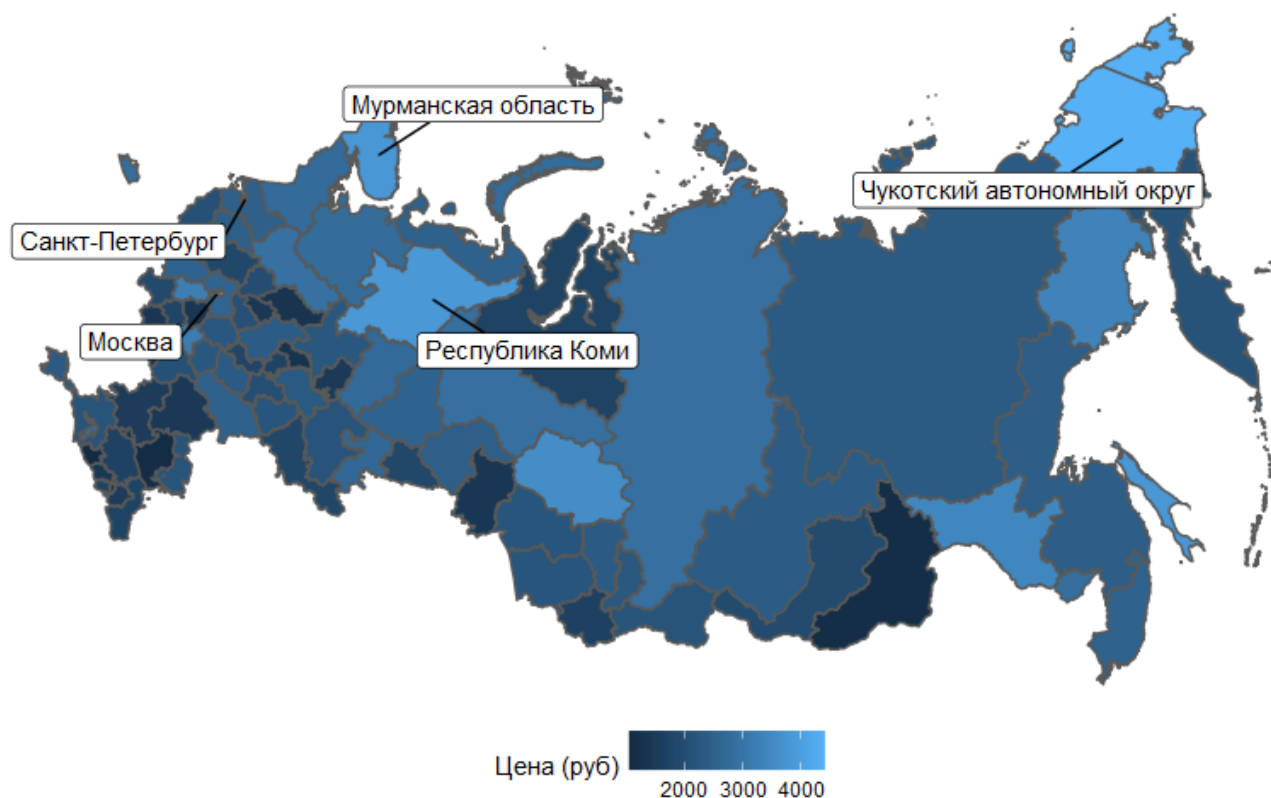 Мурманская область
Чукотский автономный округ
Санкт-Петербург
Москва
Республика Коми
Цена (руб)
2000 3000 4000